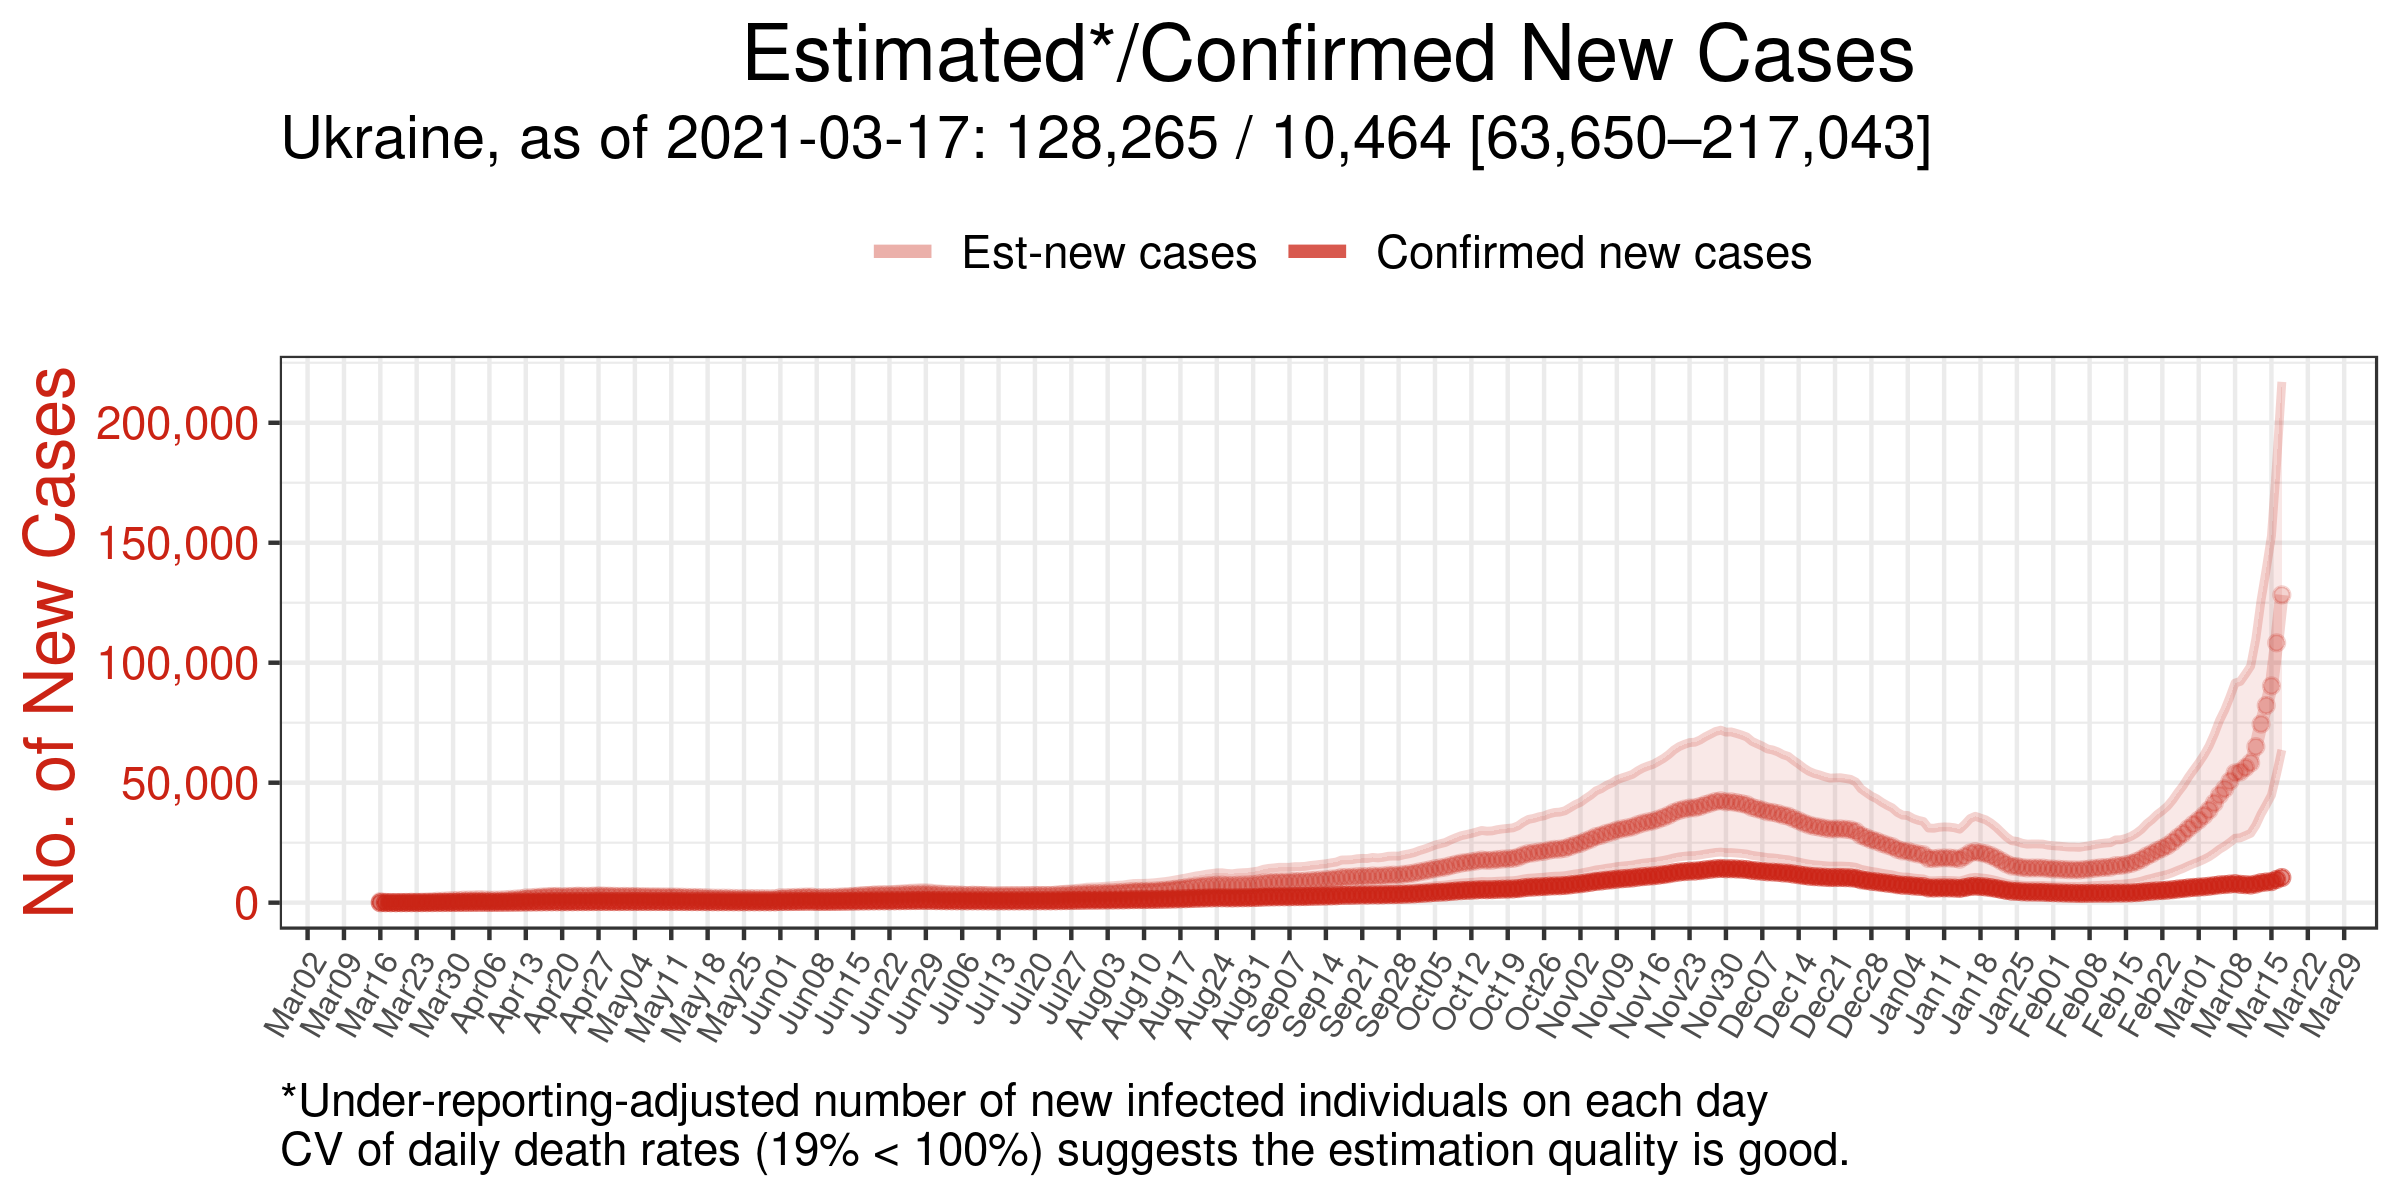 Estimated*/Confirmed New Cases
Ukraine, as of 2021-03-17: 128,265 / 10,464 [63,650–217,043]
Est-new cases Confirmed new cases
No. of New Cases
200,000
150,000
100,000
50,000
0
Mar02 Mar09 Mar16 Mar23 Mar30 Apr06 Apr13 Apr20 Apr27 May04 May11 May18 May25 Jun01 Jun08 Jun15 Jun22 Jun29 Jul06 Jul13 Jul20 Jul27 Aug03 Aug10 Aug17 Aug24 Aug31 Sep07 Sep14 Sep21 Sep28 Oct05 Oct12 Oct19 Oct26 Nov02 Nov09 Nov16 Nov23 Nov30 Dec07 Dec14 Dec21 Dec28 Jan04 Jan11 Jan18 Jan25 Feb01 Feb08 Feb15 Feb22 Mar01 Mar08 Mar15 Mar22 Mar29
*Under-reporting-adjusted number of new infected individuals on each day
CV of daily death rates (19% < 100%) suggests the estimation quality is good.